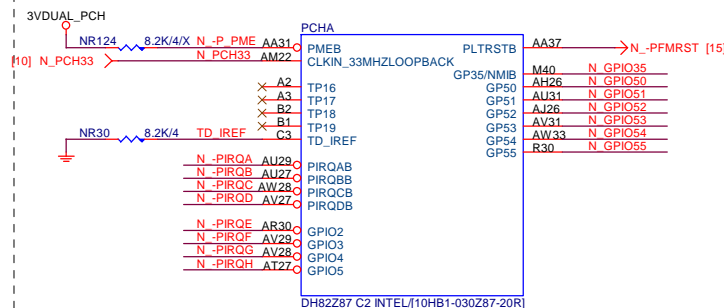 3VDUAL_PCH
PCHA
NR124 8.2K/4/X N_-P_PME AA31 PMEB PLTRSTB AA37 N_-PFMRST [15]
[10] N_PCH33 N_PCH33 AM22 CLKIN_33MHZLOOPBACK
GP35/NMIB M40 N_GPIO35
A2 TP16 GP50 AH26 N_GPIO50
A3 TP17 GP51 AU31 N_GPIO51
B2 TP18 GP52 AJ26 N_GPIO52
B1 TP19 GP53 AV31 N_GPIO53
NR30 8.2K/4 TD_IREF C3 TD_IREF GP54 AW33 N_GPIO54
GP55 R30 N_GPIO55
N_-PIRQA AU29 PIRQAB
N_-PIRQB AU27 PIRQBB
N_-PIRQC AW28 PIRQCB
N_-PIRQD AV27 PIRQDB
N_-PIRQE AR30 GPIO2
N_-PIRQF AV29 GPIO3
N_-PIRQG AV28 GPIO4
N_-PIRQH AT27 GPIO5
DH82Z87 C2 INTEL/[10HB1-030Z87-20R]